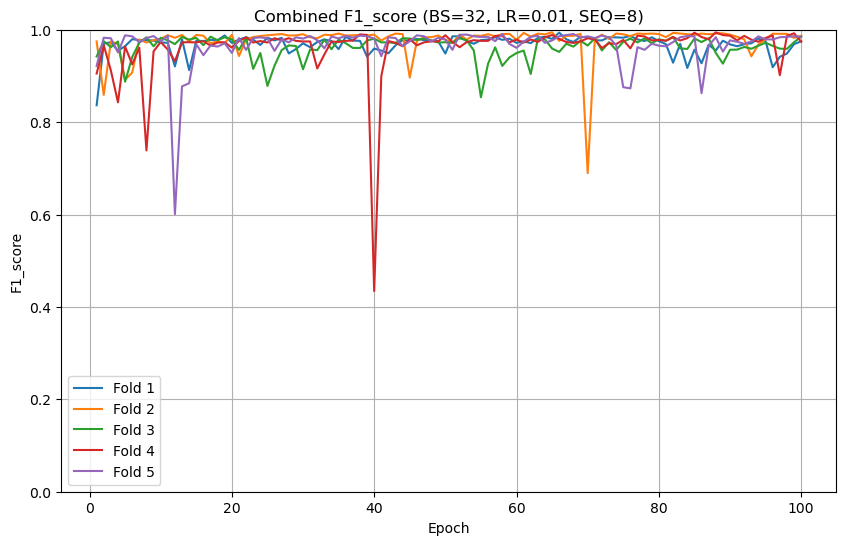 Combined F1_score (BS=32, LR=0.01, SEQ=8)
1.0
0.8
0.6
0.4
0.2
0.0
F1_score
Fold 1
Fold 2
Fold 3
Fold 4
Fold 5
0 20 40 60 80 100
Epoch